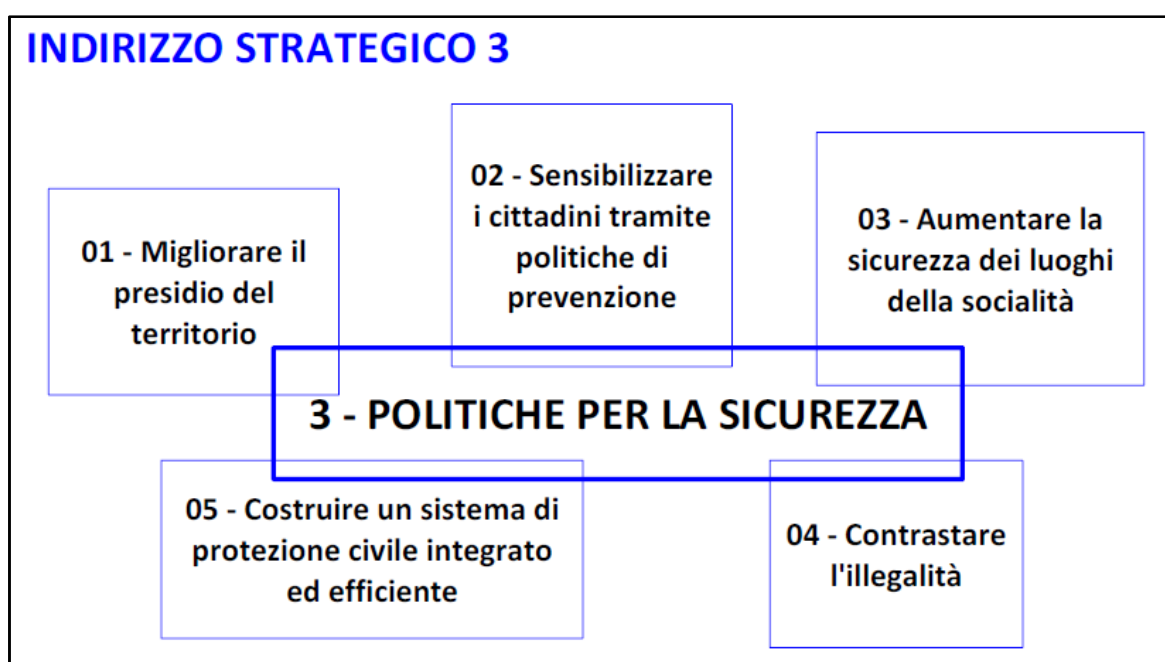 INDIRIZZO STRATEGICO 3
01 - Migliorare il
presidio del
territorio
02 - Sensibilizzare
i cittadini tramite
politiche di
prevenzione
03 - Aumentare la
sicurezza dei luoghi
della socialità
3 - POLITICHE PER LA SICUREZZA
05 - Costruire un sistema di
protezione civile integrato
ed efficiente
04 - Contrastare
l'illegalità